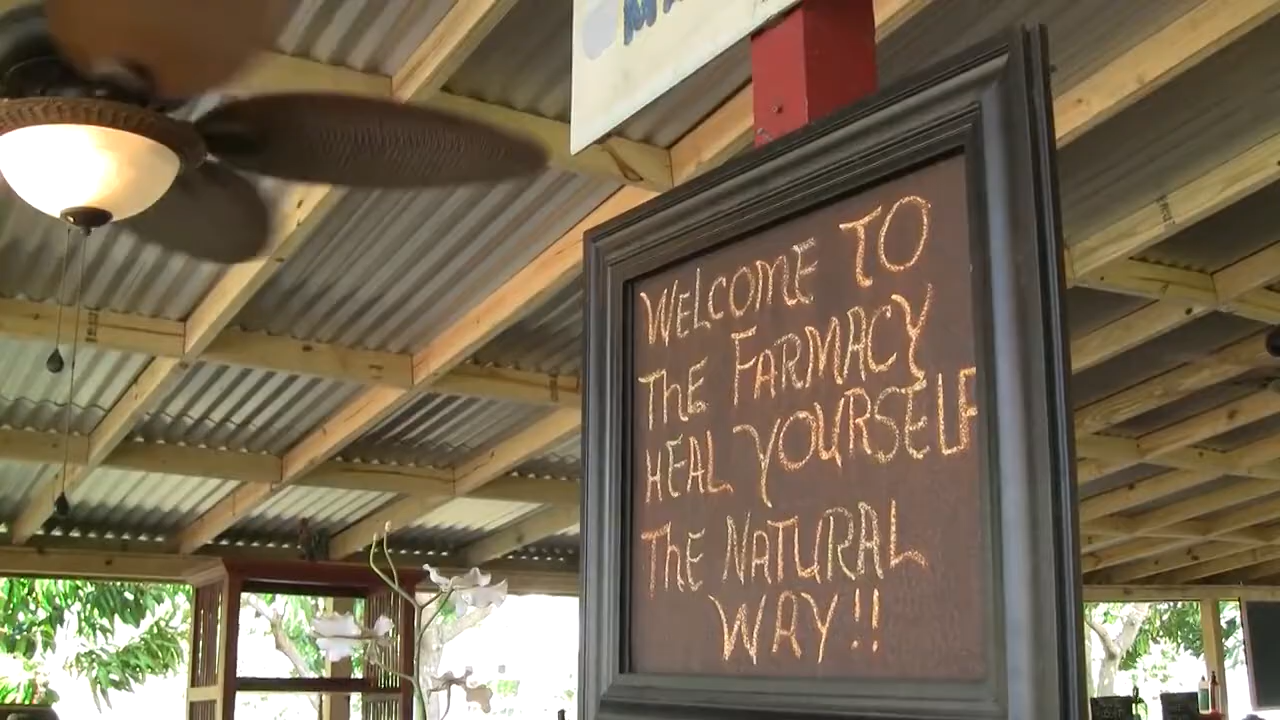 WELCOME TO
ThE FARMACY
HEAL YOURSELF
ThE NATURAL
WAY!!